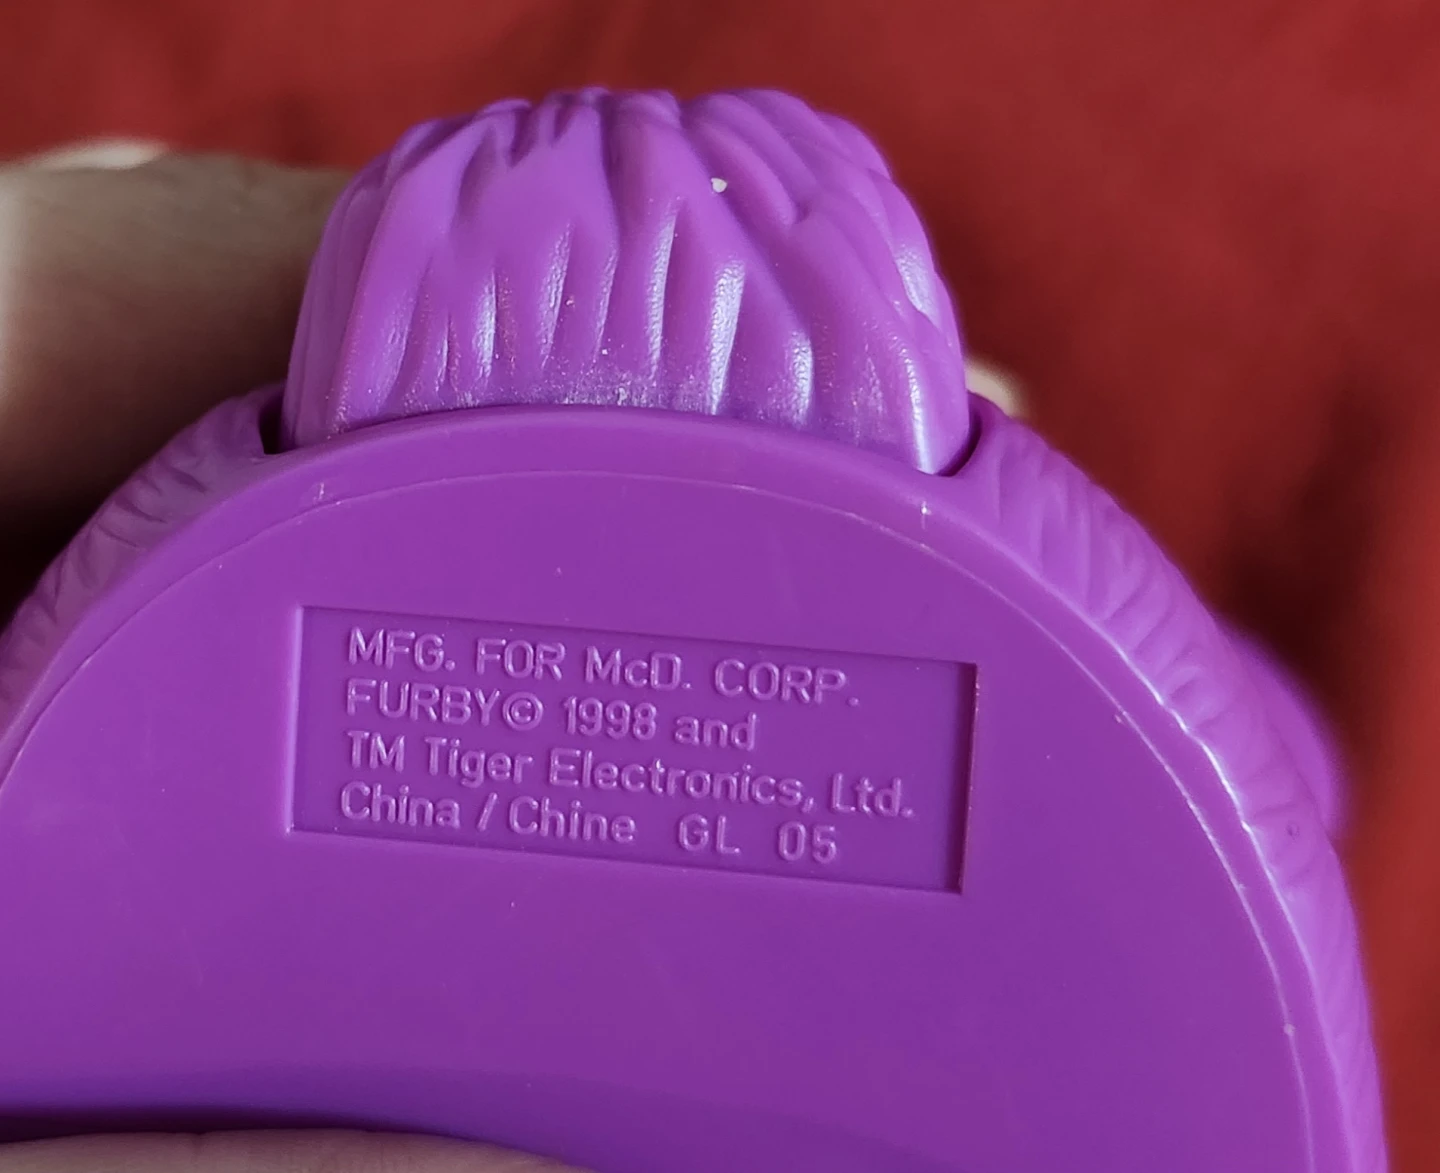 MFG. FOR McD. CORP.
FURBY© 1998 and
TM Tiger Electronics, Ltd.
China / Chine GL 05